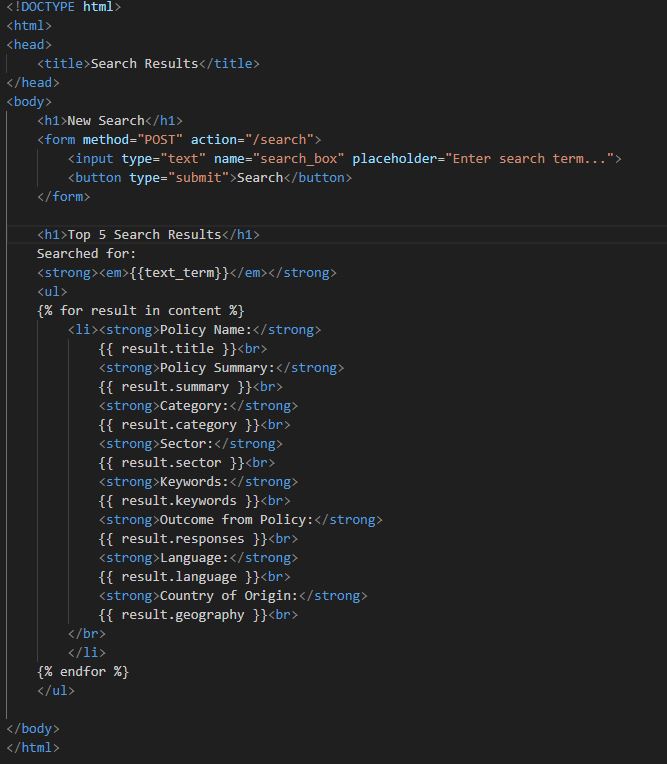 <!DOCTYPE html>
<html>
<head>
    <title>Search Results</title>
</head>
<body>
    <h1>New Search</h1>
    <form method="POST" action="/search">
        <input type="text" name="search_box" placeholder="Enter search term...">
        <button type="submit">Search</button>
    </form>

    <h1>Top 5 Search Results</h1>
    Searched for:
    <strong><em>{{text_term}}</em></strong>
    <ul>
    {% for result in content %}
        <li><strong>Policy Name:</strong>
            {{ result.title }}<br>
            <strong>Policy Summary:</strong>
            {{ result.summary }}<br>
            <strong>Category:</strong>
            {{ result.category }}<br>
            <strong>Sector:</strong>
            {{ result.sector }}<br>
            <strong>Keywords:</strong>
            {{ result.keywords }}<br>
            <strong>Outcome from Policy:</strong>
            {{ result.responses }}<br>
            <strong>Language:</strong>
            {{ result.language }}<br>
            <strong>Country of Origin:</strong>
            {{ result.geography }}<br>
        </br>
        </li>
    {% endfor %}
    </ul>

</body>
</html>